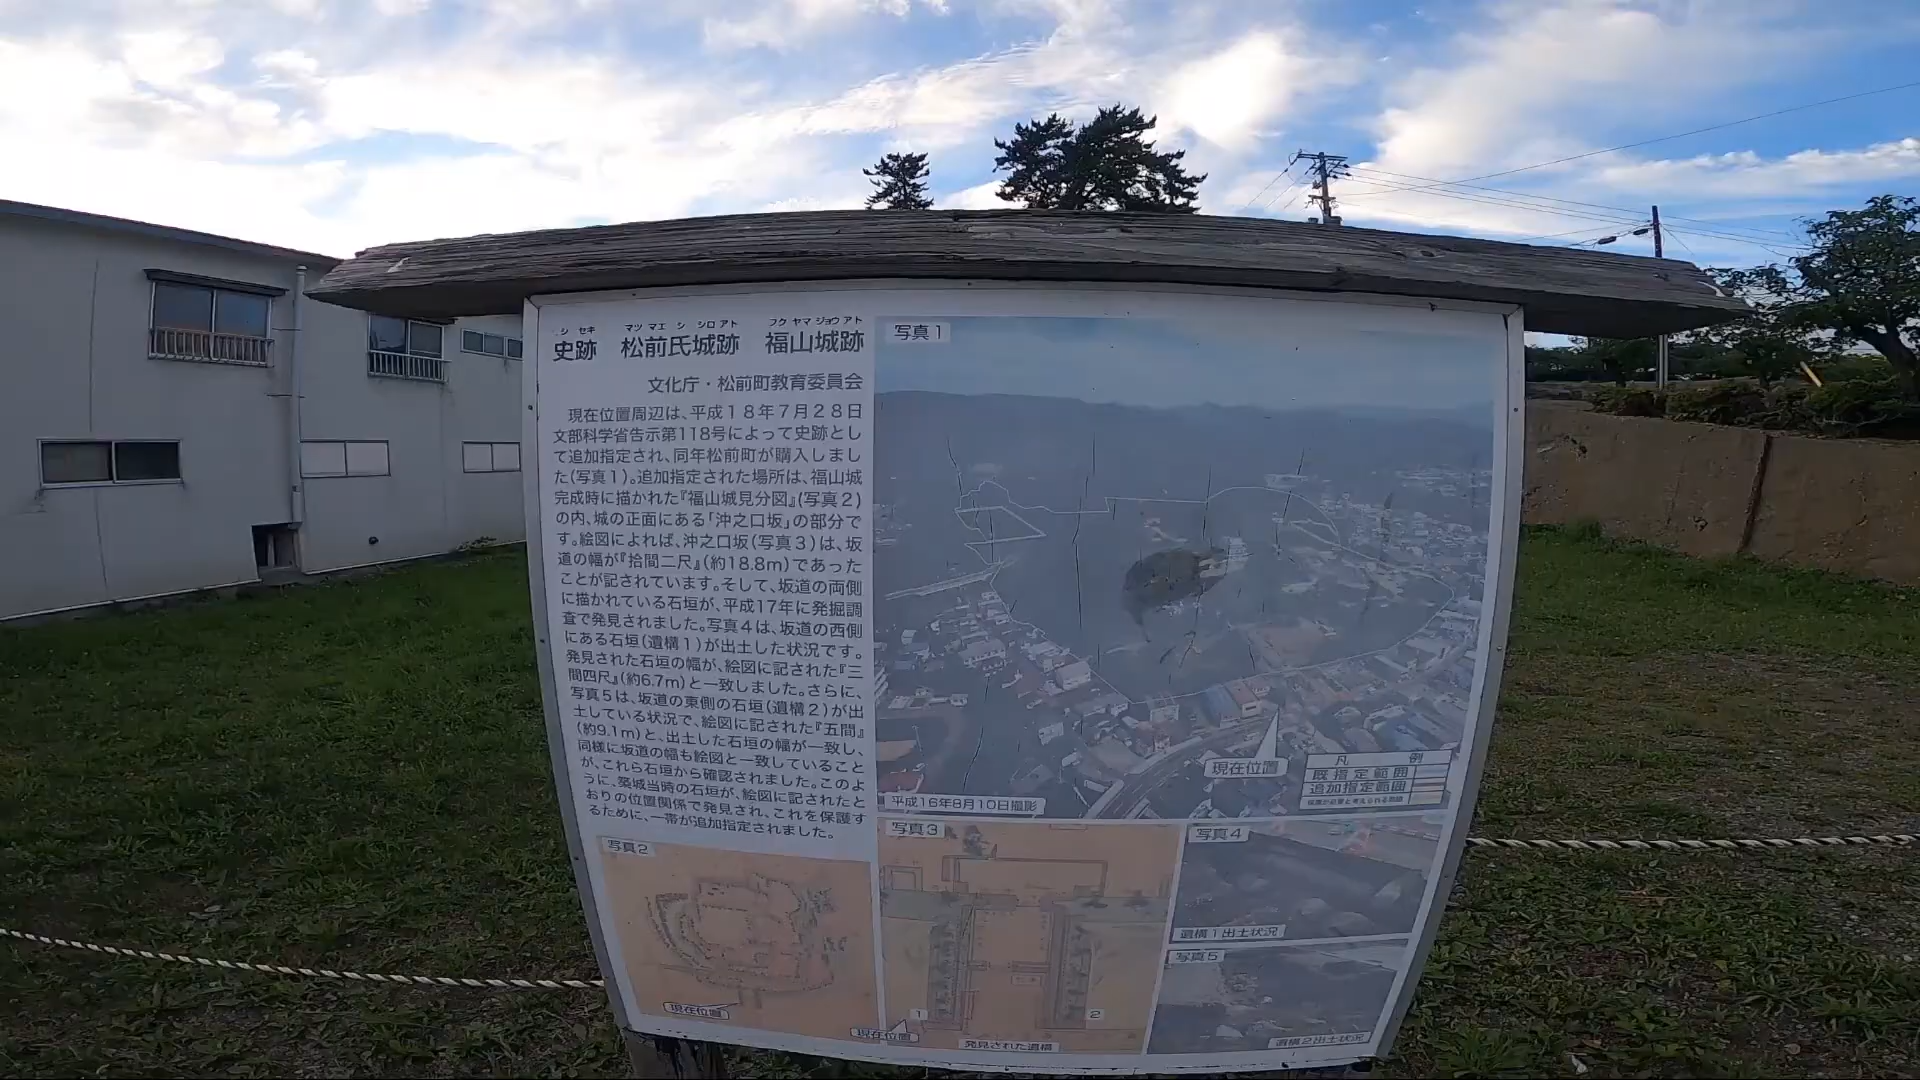 シセキ マツマエシシロアト フクヤマジョウアト
史跡 松前氏城跡 福山城跡
文化庁・松前町教育委員会
現在位置周辺は、平成18年7月28日
文部科学省告示第118号によって史跡とし
て追加指定され、同年松前町が購入しまし
た(写真1)。追加指定された場所は、福山城
完成時に描かれた『福山城見分図』(写真2)
の内、城の正面にある「沖之口坂」の部分で
す。絵図によれば、沖之口坂(写真3)は、坂
道の幅が『拾間二尺』(約18.8m)であった
ことが記されています。そして、坂道の両側
に描かれている石垣が、平成17年に発掘調
査で発見されました。写真4は、坂道の西側
にある石垣(遺構1)が出土した状況です。
発見された石垣の幅が、絵図に記された『三
間四尺』(約6.7m)と一致しました。さらに、
写真5は、坂道の東側の石垣(遺構2)が出
土している状況で、絵図に記された『五間』
(約9.1m)と、出土した石垣の幅が一致し、
同様に坂道の幅も絵図と一致していること
が、これら石垣から確認されました。このよ
うに、築城当時の石垣が、絵図に記されたと
おりの位置関係で発見され、これを保護す
るために、一帯が追加指定されました。
写真1
現在位置
凡例
既指定範囲
追加指定範囲
平成16年8月10日撮影
写真2
現在位置
写真3
1
2
現在位置
発見された遺構
写真4
遺構1出土状況
写真5
遺構2出土状況